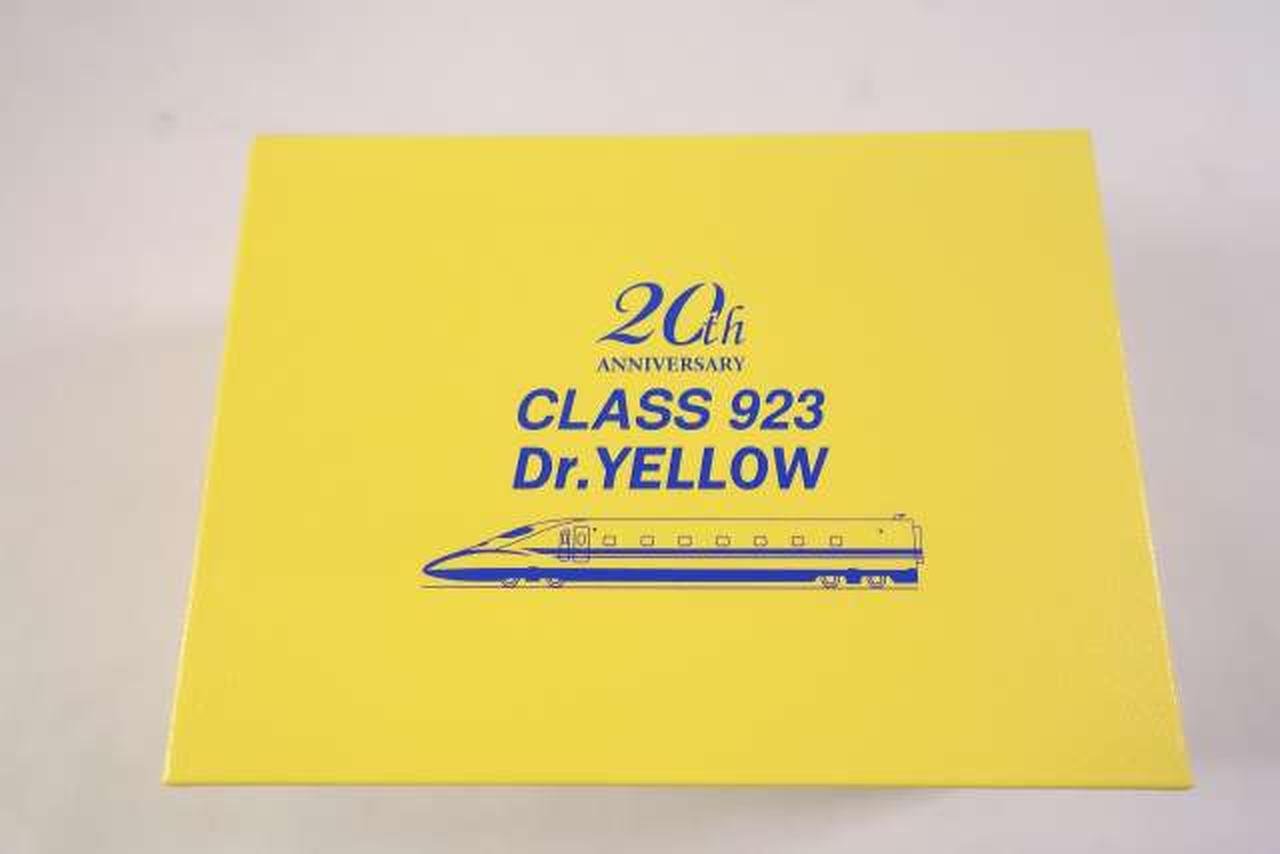 20th
ANNIVERSARY
CLASS 923
Dr.YELLOW